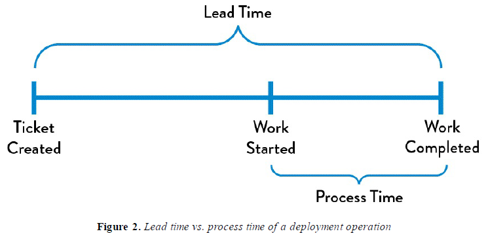 Lead Time
Ticket
Created
Work
Started
Work
Completed
Process Time
Figure 2. Lead time vs. process time of a deployment operation